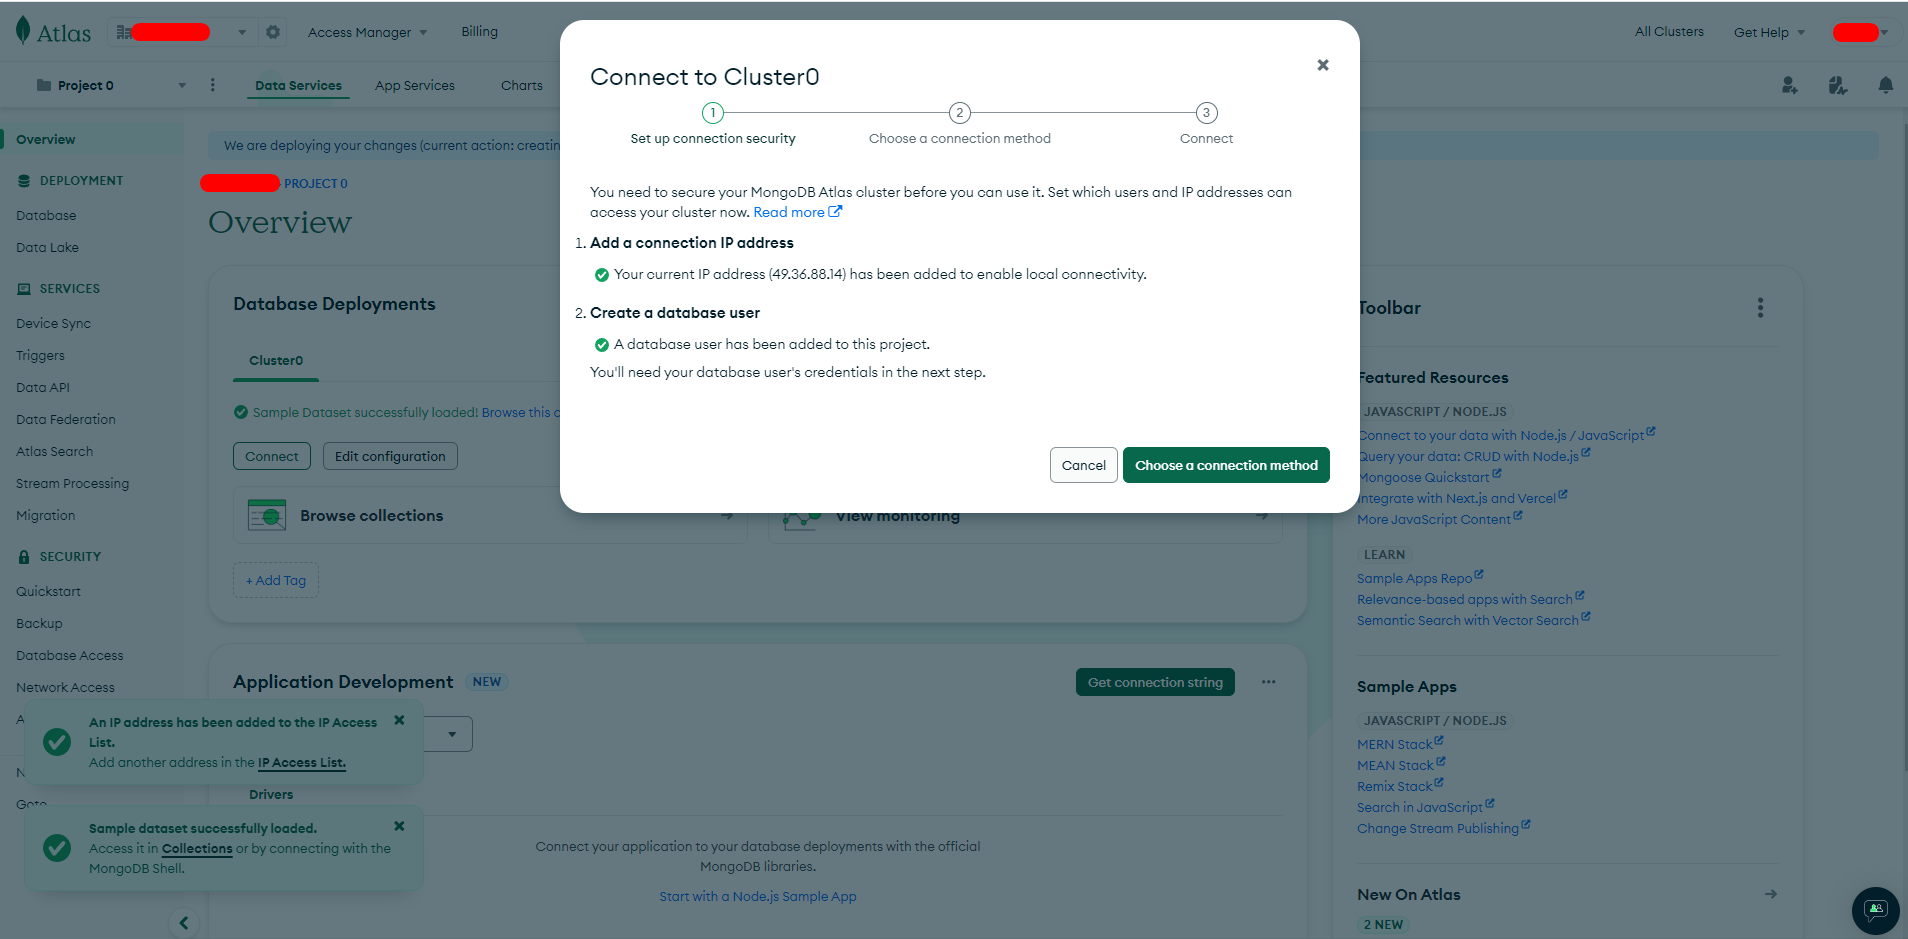 Atlas
Access Manager
Billing
All Clusters
Get Help
Project 0
Data Services
App Services
Charts
Overview
DEPLOYMENT
Database
Data Lake
SERVICES
Device Sync
Triggers
Data API
Data Federation
Atlas Search
Stream Processing
Migration
SECURITY
Quickstart
Backup
Database Access
Network Access
A
N
Goto
We are deploying your changes (current action: creatin
PROJECT 0
Overview
Database Deployments
Cluster0
Sample Dataset successfully loaded! Browse this c
Connect
Edit configuration
Browse collections
View monitoring
+ Add Tag
Application Development
NEW
Get connection string
Drivers
Connect your application to your database deployments with the official
MongoDB libraries.
Start with a Node.js Sample App
Connect to Cluster0
1
2
3
Set up connection security
Choose a connection method
Connect
You need to secure your MongoDB Atlas cluster before you can use it. Set which users and IP addresses can
access your cluster now. Read more
1. Add a connection IP address
Your current IP address (49.36.88.14) has been added to enable local connectivity.
2. Create a database user
A database user has been added to this project.
You'll need your database user's credentials in the next step.
Cancel
Choose a connection method
Toolbar
Featured Resources
JAVASCRIPT / NODE.JS
Connect to your data with Node.js / JavaScript
Query your data: CRUD with Node.js
Mongoose Quickstart
Integrate with Next.js and Vercel
More JavaScript Content
LEARN
Sample Apps Repo
Relevance-based apps with Search
Semantic Search with Vector Search
Sample Apps
JAVASCRIPT / NODE.JS
MERN Stack
MEAN Stack
Remix Stack
Search in JavaScript
Change Stream Publishing
New On Atlas
2 NEW
An IP address has been added to the IP Access
List.
Add another address in the IP Access List.
Sample dataset successfully loaded.
Access it in Collections or by connecting with the
MongoDB Shell.